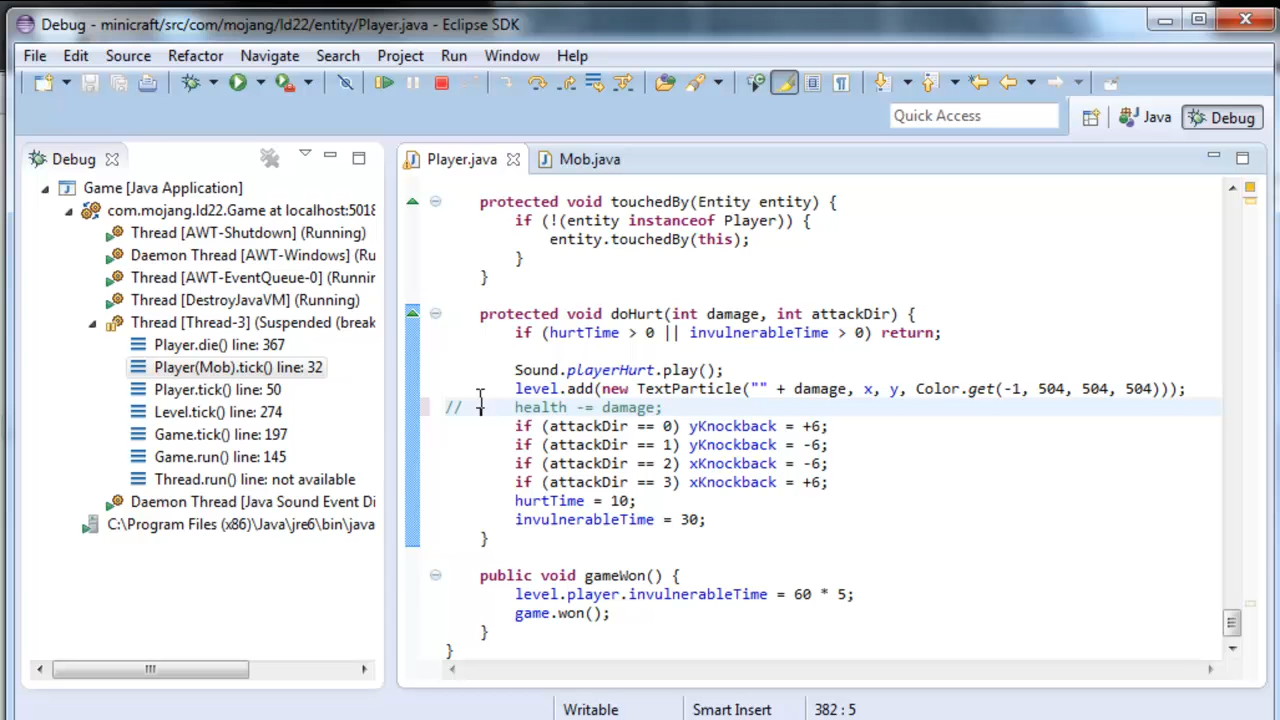 Debug - minicraft/src/com/mojang/ld22/entity/Player.java - Eclipse SDK
File Edit Source Refactor Navigate Search Project Run Window Help
Quick Access
Java
Debug
Debug
Game [Java Application]
com.mojang.ld22.Game at localhost:5018
Thread [AWT-Shutdown] (Running)
Daemon Thread [AWT-Windows] (Ru
Thread [AWT-EventQueue-0] (Runnin
Thread [DestroyJavaVM] (Running)
Thread [Thread-3] (Suspended (break
Player.die() line: 367
Player(Mob).tick() line: 32
Player.tick() line: 50
Level.tick() line: 274
Game.tick() line: 197
Game.run() line: 145
Thread.run() line: not available
Daemon Thread [Java Sound Event Di
C:\Program Files (x86)\Java\jre6\bin\java
Player.java
Mob.java
protected void touchedBy(Entity entity) {
if (!(entity instanceof Player)) {
entity.touchedBy(this);
}
}
protected void doHurt(int damage, int attackDir) {
if (hurtTime > 0 || invulnerableTime > 0) return;
Sound.playerHurt.play();
level.add(new TextParticle("" + damage, x, y, Color.get(-1, 504, 504, 504)));
// health -= damage;
if (attackDir == 0) yKnockback = +6;
if (attackDir == 1) yKnockback = -6;
if (attackDir == 2) xKnockback = -6;
if (attackDir == 3) xKnockback = +6;
hurtTime = 10;
invulnerableTime = 30;
}
public void gameWon() {
level.player.invulnerableTime = 60 * 5;
game.won();
}
}
Writable
Smart Insert
382 : 5